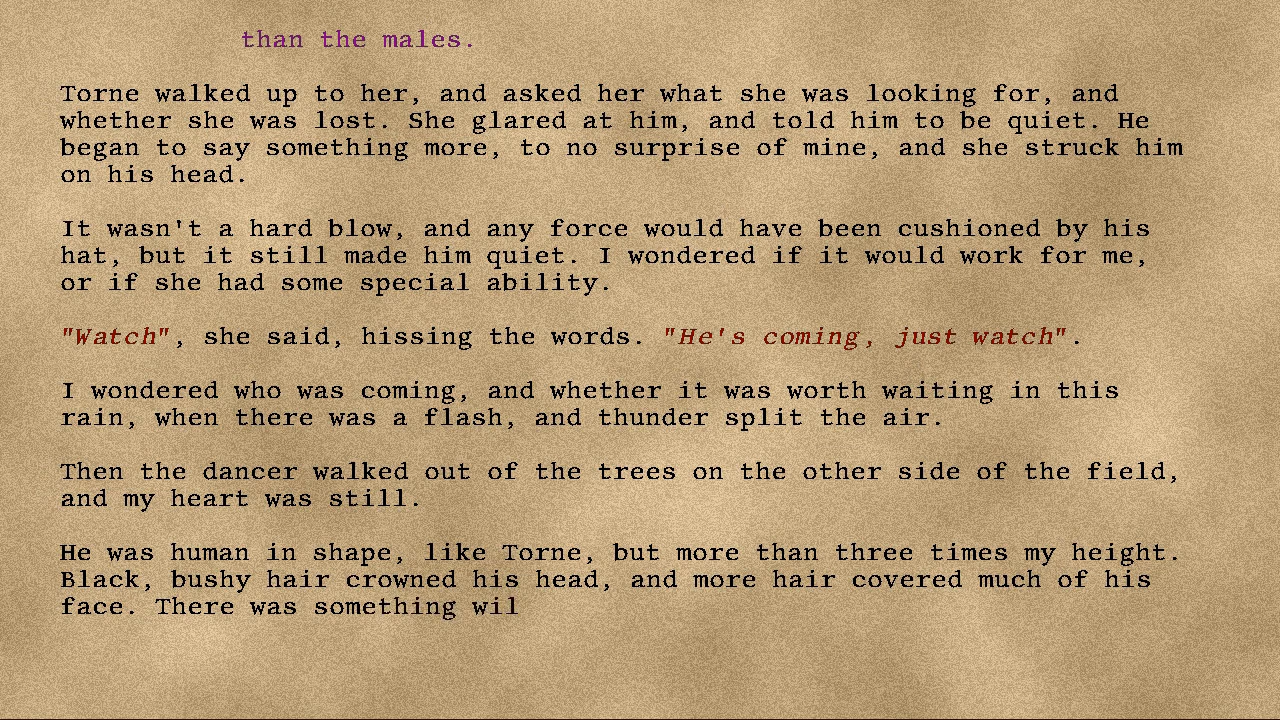 than the males.
Torne walked up to her, and asked her what she was looking for, and
whether she was lost. She glared at him, and told him to be quiet. He
began to say something more, to no surprise of mine, and she struck him
on his head.
It wasn't a hard blow, and any force would have been cushioned by his
hat, but it still made him quiet. I wondered if it would work for me,
or if she had some special ability.
"Watch", she said, hissing the words. "He's coming, just watch".
I wondered who was coming, and whether it was worth waiting in this
rain, when there was a flash, and thunder split the air.
Then the dancer walked out of the trees on the other side of the field,
and my heart was still.
He was human in shape, like Torne, but more than three times my height.
Black, bushy hair crowned his head, and more hair covered much of his
face. There was something wil